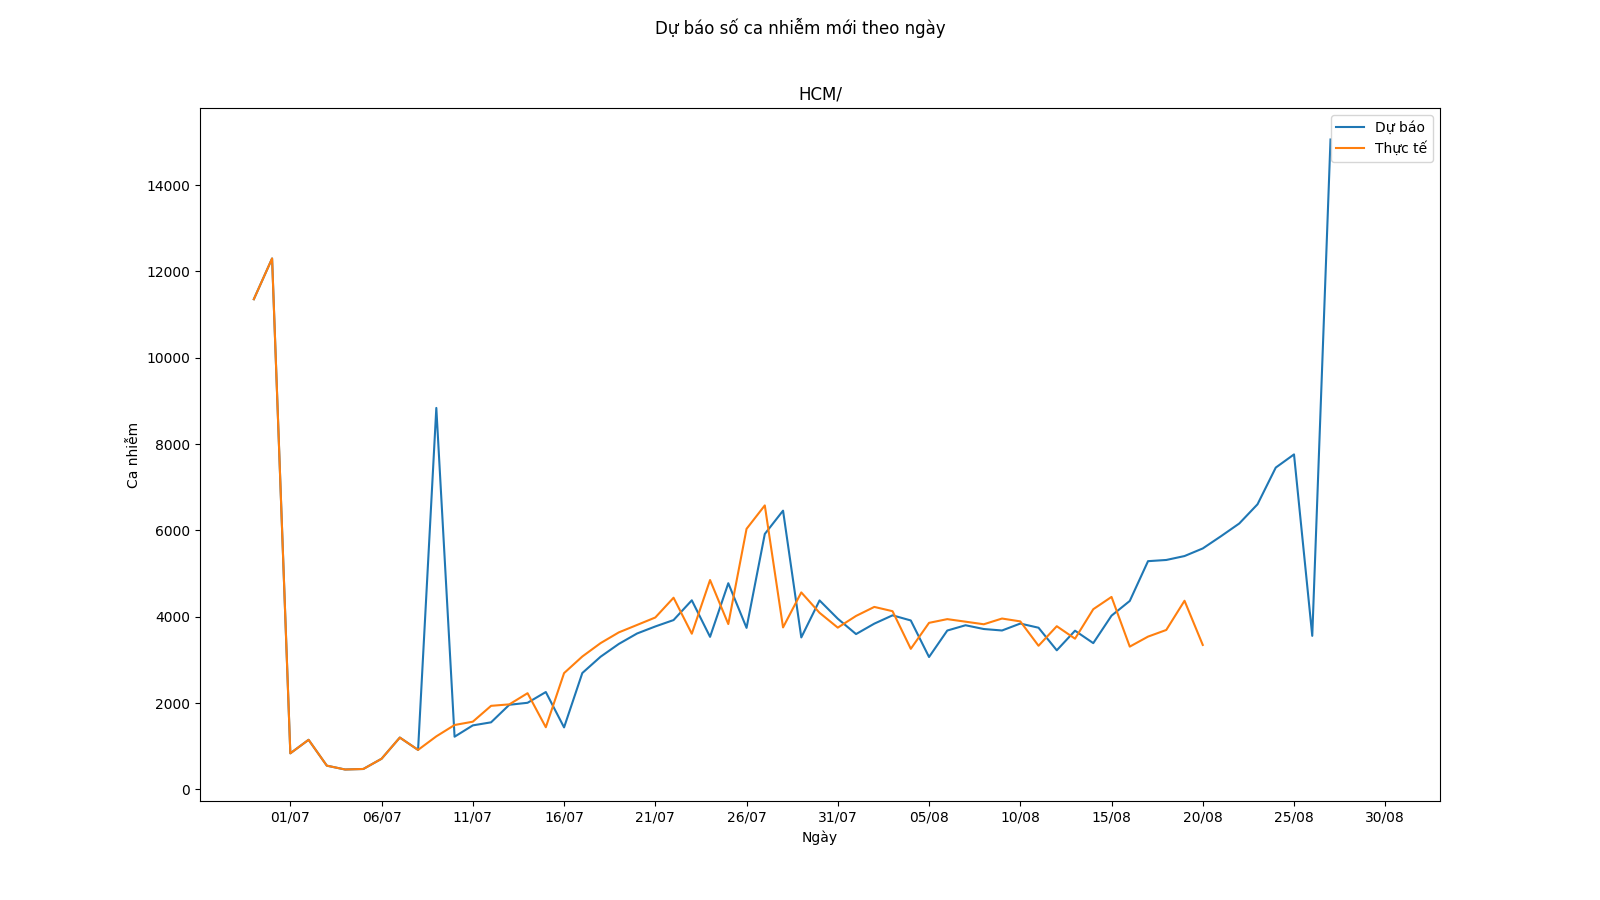 Dự báo số ca nhiễm mới theo ngày
HCM/
Dự báo
Thực tế
14000
12000
10000
8000
6000
4000
2000
0
Ca nhiễm
01/07 06/07 11/07 16/07 21/07 26/07 31/07 05/08 10/08 15/08 20/08 25/08 30/08
Ngày